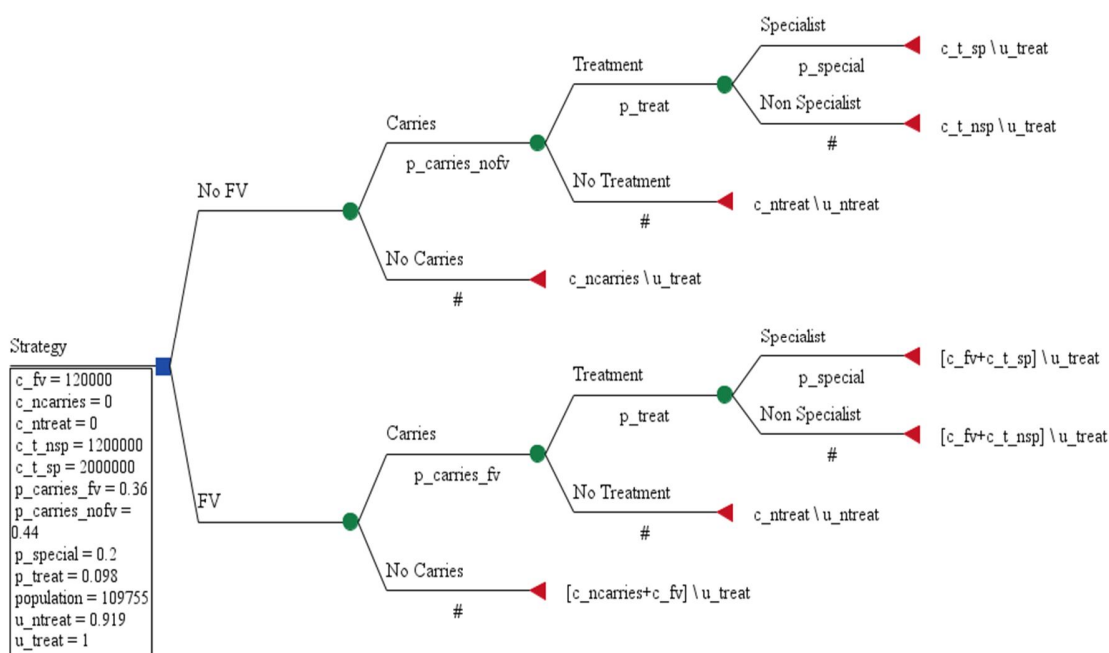 Specialist
c_t_sp \ u_treat
p_special
Treatment
p_treat
Non Specialist
c_t_nsp \ u_treat
#
Carries
p_carries_nofv
No Treatment
c_ntreat \ u_ntreat
#
No FV
No Carries
c_ncarries \ u_treat
#
Strategy
c_fv = 120000
c_ncarries = 0
c_ntreat = 0
c_t_nsp = 1200000
c_t_sp = 2000000
p_carries_fv = 0.36
p_carries_nofv =
0.44
p_special = 0.2
p_treat = 0.098
population = 109755
u_ntreat = 0.919
u_treat = 1
Specialist
[c_fv+c_t_sp] \ u_treat
p_special
Treatment
p_treat
Non Specialist
[c_fv+c_t_nsp] \ u_treat
#
Carries
p_carries_fv
No Treatment
c_ntreat \ u_ntreat
#
FV
No Carries
[c_ncarries+c_fv] \ u_treat
#